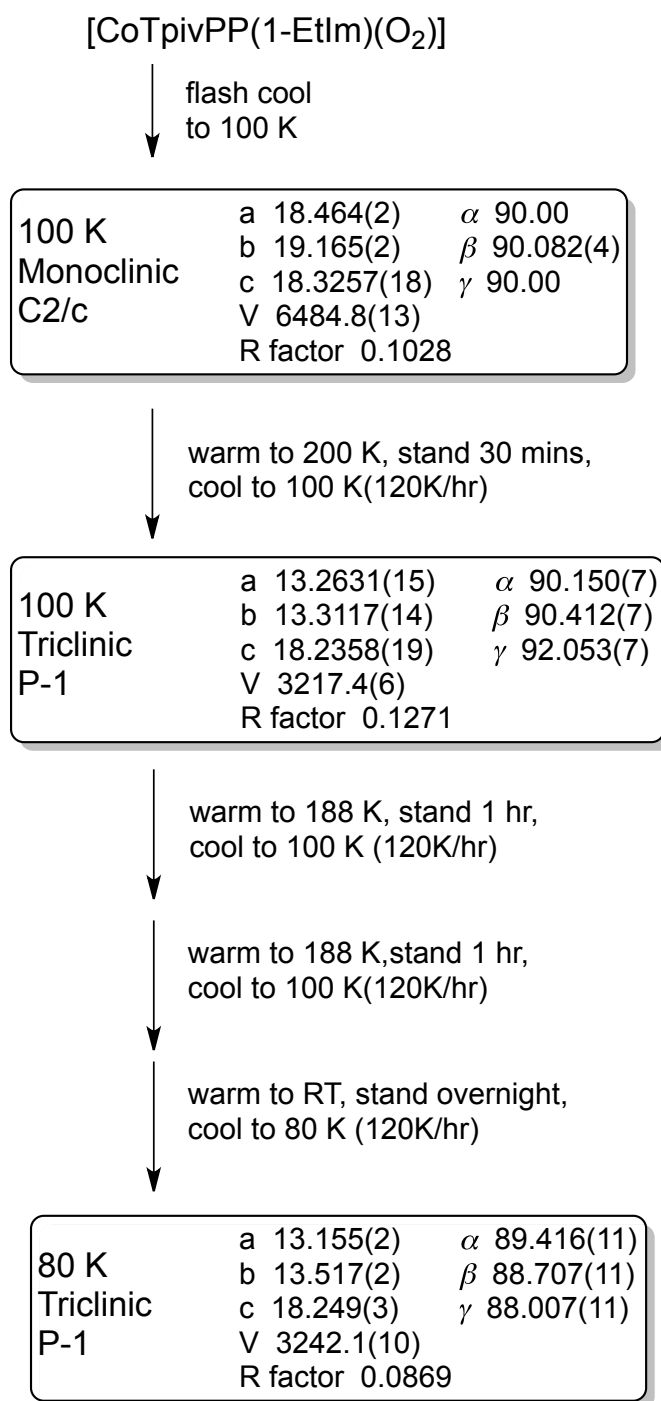 [CoTpivPP(1-EtIm)(O₂)]
flash cool
to 100 K
100 K
Monoclinic
C2/c
a 18.464(2) α 90.00
b 19.165(2) β 90.082(4)
c 18.3257(18) γ 90.00
V 6484.8(13)
R factor 0.1028
warm to 200 K, stand 30 mins,
cool to 100 K(120K/hr)
100 K
Triclinic
P-1
a 13.2631(15) α 90.150(7)
b 13.3117(14) β 90.412(7)
c 18.2358(19) γ 92.053(7)
V 3217.4(6)
R factor 0.1271
warm to 188 K, stand 1 hr,
cool to 100 K (120K/hr)
warm to 188 K,stand 1 hr,
cool to 100 K(120K/hr)
warm to RT, stand overnight,
cool to 80 K (120K/hr)
80 K
Triclinic
P-1
a 13.155(2) α 89.416(11)
b 13.517(2) β 88.707(11)
c 18.249(3) γ 88.007(11)
V 3242.1(10)
R factor 0.0869